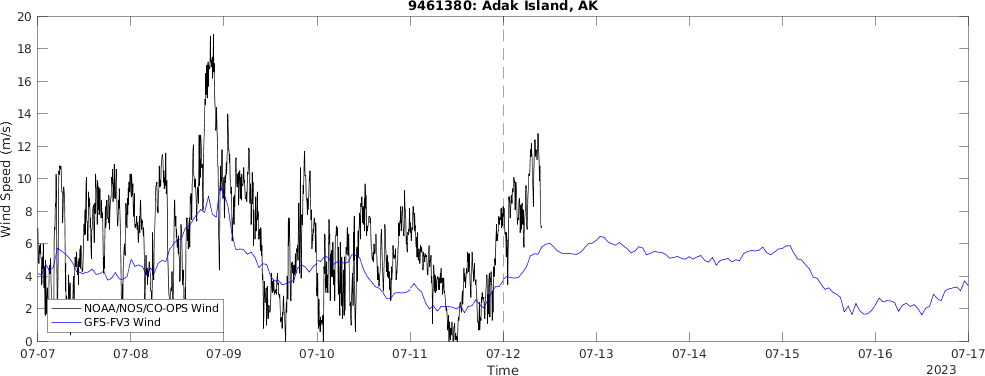 9461380: Adak Island, AK
20
18
16
14
12
10
8
6
4
2
0
Wind Speed (m/s)
NOAA/NOS/CO-OPS Wind
GFS-FV3 Wind
07-07 07-08 07-09 07-10 07-11 07-12 07-13 07-14 07-15 07-16 07-17
Time
2023